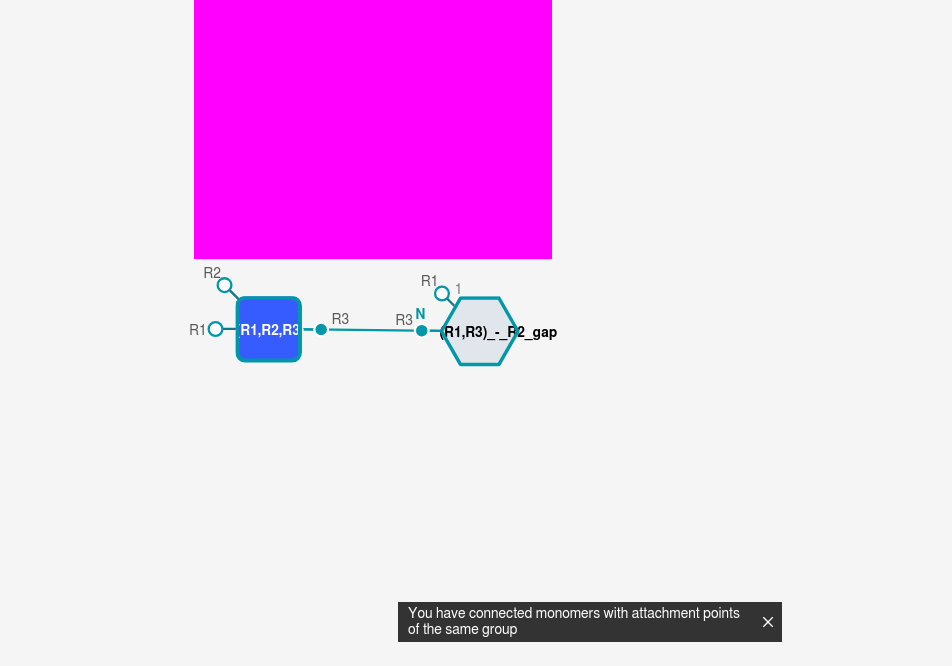 R2
R1 1
R1 R1,R2,R3 R3 R3 N (R1,R3)_-_R2_gap
You have connected monomers with attachment points
of the same group